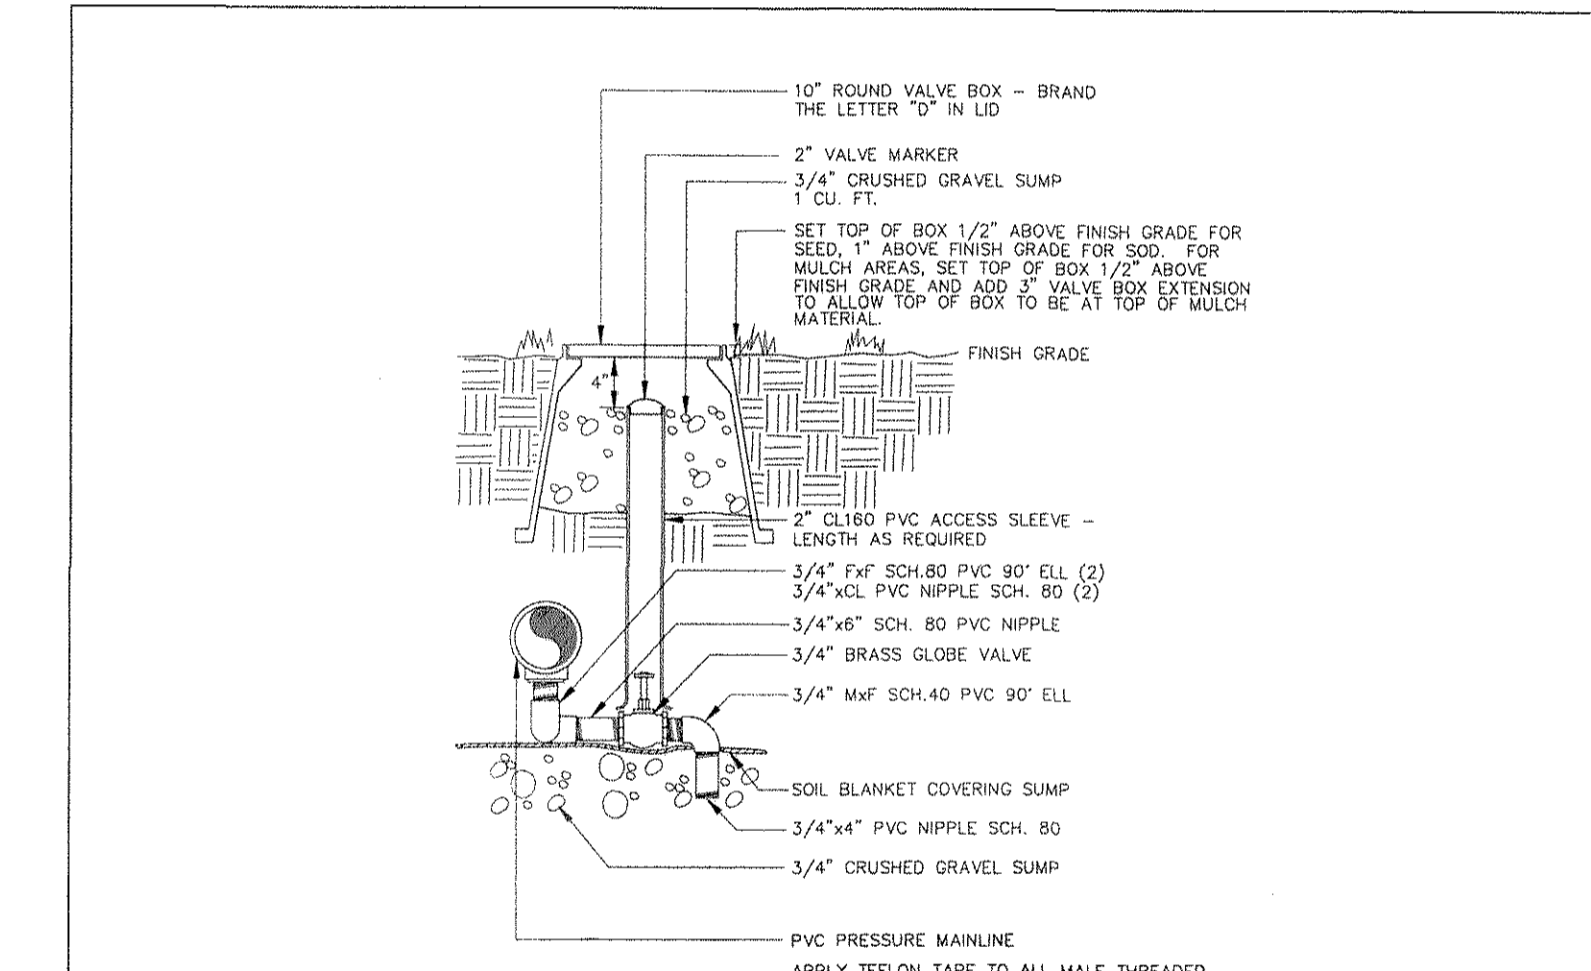 10" ROUND VALVE BOX - BRAND
THE LETTER "D" IN LID
2" VALVE MARKER
3/4" CRUSHED GRAVEL SUMP
1 CU. FT.
SET TOP OF BOX 1/2" ABOVE FINISH GRADE FOR
SEED, 1" ABOVE FINISH GRADE FOR SOD. FOR
MULCH AREAS, SET TOP OF BOX 1/2" ABOVE
FINISH GRADE AND ADD 3" VALVE BOX EXTENSION
TO ALLOW TOP OF BOX TO BE AT TOP OF MULCH
MATERIAL.
FINISH GRADE
4"
2" CL160 PVC ACCESS SLEEVE -
LENGTH AS REQUIRED
3/4" FxF SCH.80 PVC 90° ELL (2)
3/4"xCL PVC NIPPLE SCH. 80 (2)
3/4"x6" SCH. 80 PVC NIPPLE
3/4" BRASS GLOBE VALVE
3/4" MxF SCH.40 PVC 90° ELL
SOIL BLANKET COVERING SUMP
3/4"x4" PVC NIPPLE SCH. 80
3/4" CRUSHED GRAVEL SUMP
PVC PRESSURE MAINLINE
APPLY TEFLON TAPE TO ALL MALE THREADED